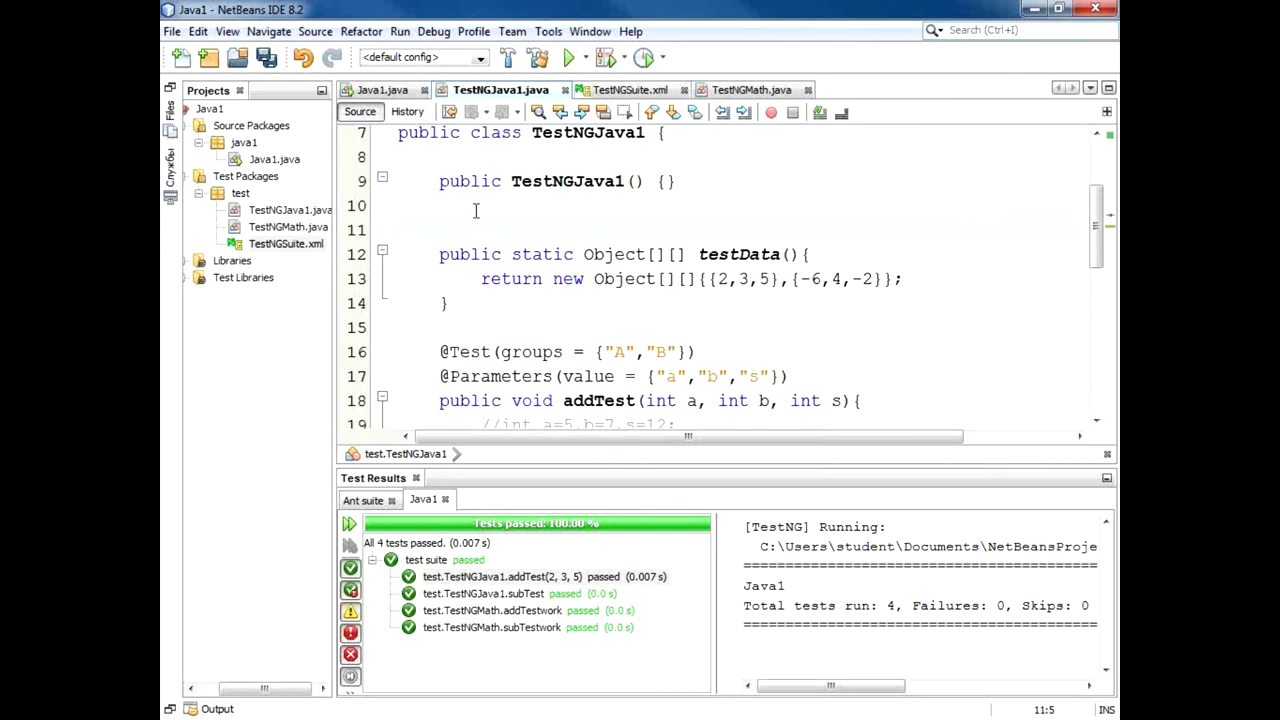 Java1 - NetBeans IDE 8.2
File Edit View Navigate Source Refactor Run Debug Profile Team Tools Window Help
Search (Ctrl+I)
<default config>
Projects
Java1.java TestNGJava1.java TestNGSuite.xml TestNGMath.java
Files
Службы
Java1
Source Packages
java1
Java1.java
Test Packages
test
TestNGJava1.java
TestNGMath.java
TestNGSuite.xml
Libraries
Test Libraries
Source History
7 public class TestNGJava1 {
8
9 public TestNGJava1() {}
10
11
12 public static Object[][] testData(){
13 return new Object[][]{{2,3,5},{-6,4,-2}};
14 }
15
16 @Test(groups = {"A","B"})
17 @Parameters(value = {"a","b","s"})
18 public void addTest(int a, int b, int s){
19 //int a=5,b=7,s=12;
test.TestNGJava1
Test Results
Ant suite Java1
Tests passed: 100.00 %
All 4 tests passed. (0.007 s)
test suite passed
test.TestNGJava1.addTest(2, 3, 5) passed (0.007 s)
test.TestNGJava1.subTest passed (0.0 s)
test.TestNGMath.addTestwork passed (0.0 s)
test.TestNGMath.subTestwork passed (0.0 s)
[TestNG] Running:
C:\Users\student\Documents\NetBeansProje
===========================================
Java1
Total tests run: 4, Failures: 0, Skips: 0
===========================================
Output
11:5 INS